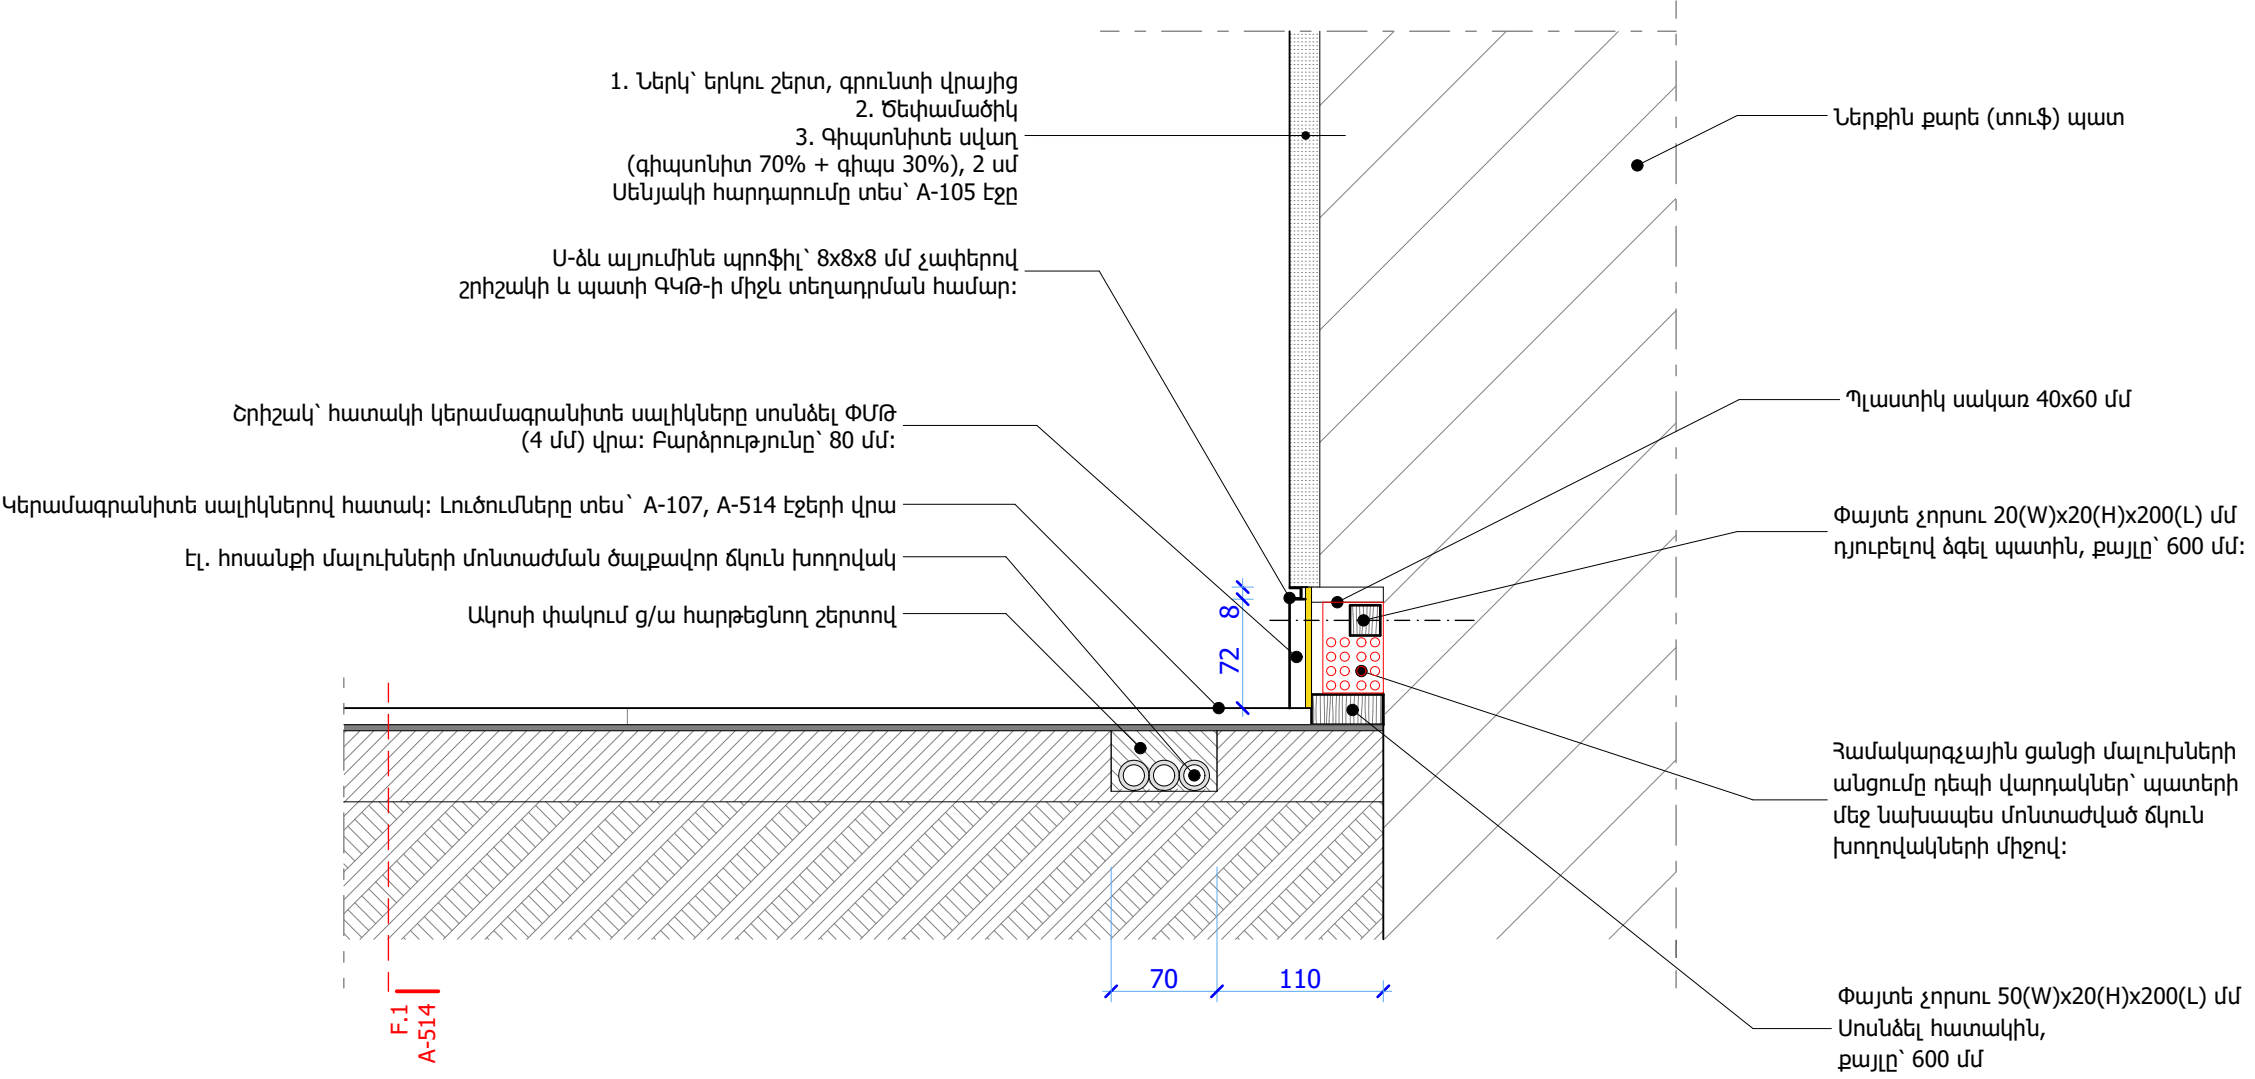 1. Ներկ՝ երկու շերտ, գրունտի վրայից
2. Ծեփամածիկ
3. Գիպսոնիտե սվաղ
(գիպսոնիտ 70% + գիպս 30%), 2 սմ
Սենյակի հարդարումը տես՝ A-105 էջը
Ս-ձև ալյումինե պրոֆիլ՝ 8x8x8 մմ չափերով
շրիշակի և պատի ԳԿԹ-ի միջև տեղադրման համար:
Շրիշակ՝ հատակի կերամագրանիտե սալիկները սոսնձել ՓՄԹ
(4 մմ) վրա: Բարձրությունը՝ 80 մմ:
Կերամագրանիտե սալիկներով հատակ: Լուծումները տես՝ A-107, A-514 էջերի վրա
Էլ. հոսանքի մալուխների մոնտաժման ծալքավոր ճկուն խողովակ
Ակոսի փակում ց/ա հարթեցնող շերտով
Ներքին քարե (տուֆ) պատ
Պլաստիկ սակառ 40x60 մմ
Փայտե չորսու 20(W)x20(H)x200(L) մմ
դյուբելով ձգել պատին, քայլը՝ 600 մմ:
Համակարգչային ցանցի մալուխների
անցումը դեպի վարդակներ՝ պատերի
մեջ նախապես մոնտաժված ճկուն
խողովակների միջով:
Փայտե չորսու 50(W)x20(H)x200(L) մմ
Սոսնձել հատակին,
քայլը՝ 600 մմ
8
72
70
110
F.1
A-514